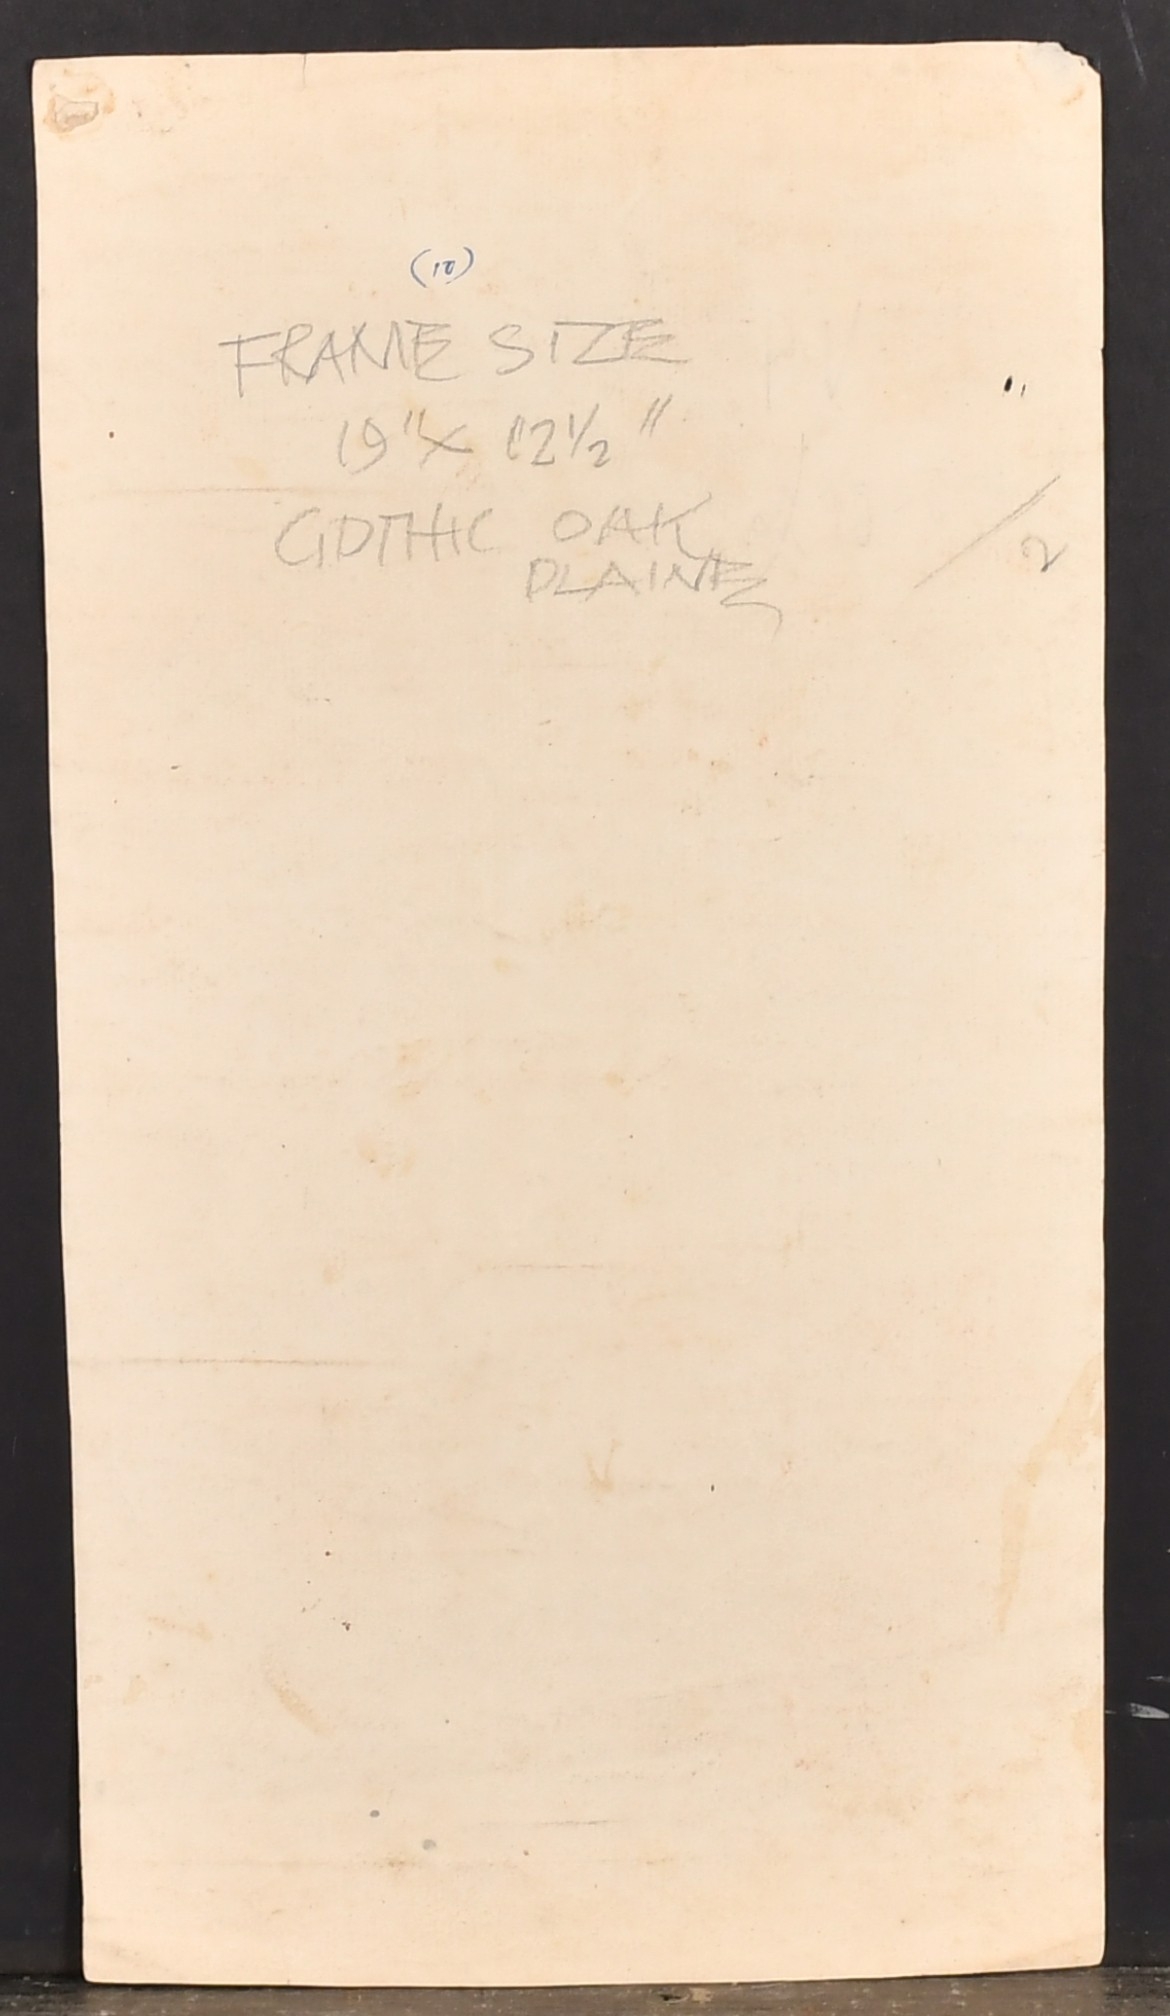 (10)
FRAME SIZE
19" X 12½"
GOTHIC OAK
PLAINE
/2